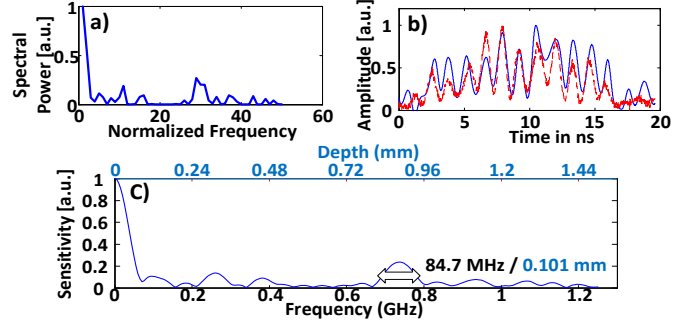 a)
Spectral
Power [a.u.]
1
0.5
0
0 20 40 60
Normalized Frequency
b)
Amplitude [a.u.]
1
0.5
0
0 5 10 15 20
Time in ns
Depth (mm)
0 0.24 0.48 0.72 0.96 1.2 1.44
C)
Sensitivity [a.u.]
1
0.8
0.6
0.4
0.2
0
84.7 MHz / 0.101 mm
0 0.2 0.4 0.6 0.8 1 1.2
Frequency (GHz)